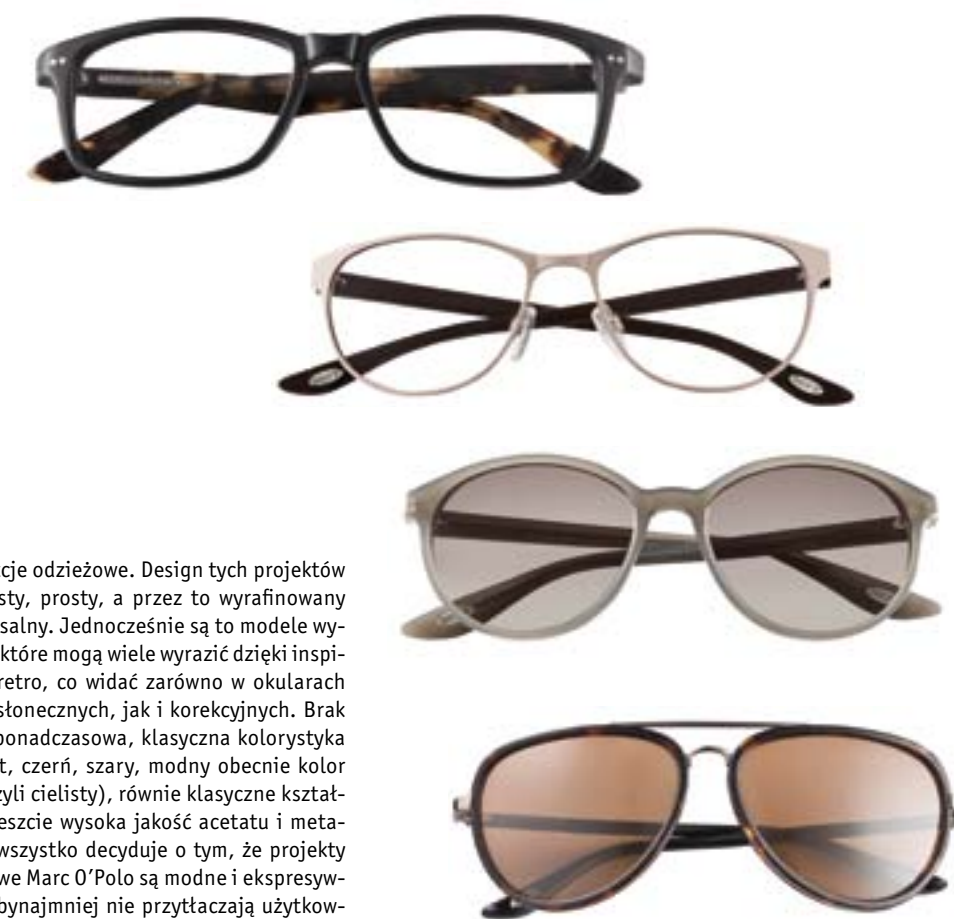 cje odzieżowe. Design tych projektów
sty, prosty, a przez to wyrafinowany
salny. Jednocześnie są to modele wy-
które mogą wiele wyrazić dzięki inspi-
retro, co widać zarówno w okularach
słonecznych, jak i korekcyjnych. Brak
ponadczasowa, klasyczna kolorystyka
t, czerń, szary, modny obecnie kolor
zyli cielisty), równie klasyczne kształ-
eszcie wysoka jakość acetatu i meta-
wszystko decyduje o tym, że projekty
we Marc O'Polo są modne i ekspresyw-
bynajmniej nie przytłaczają użytkow-